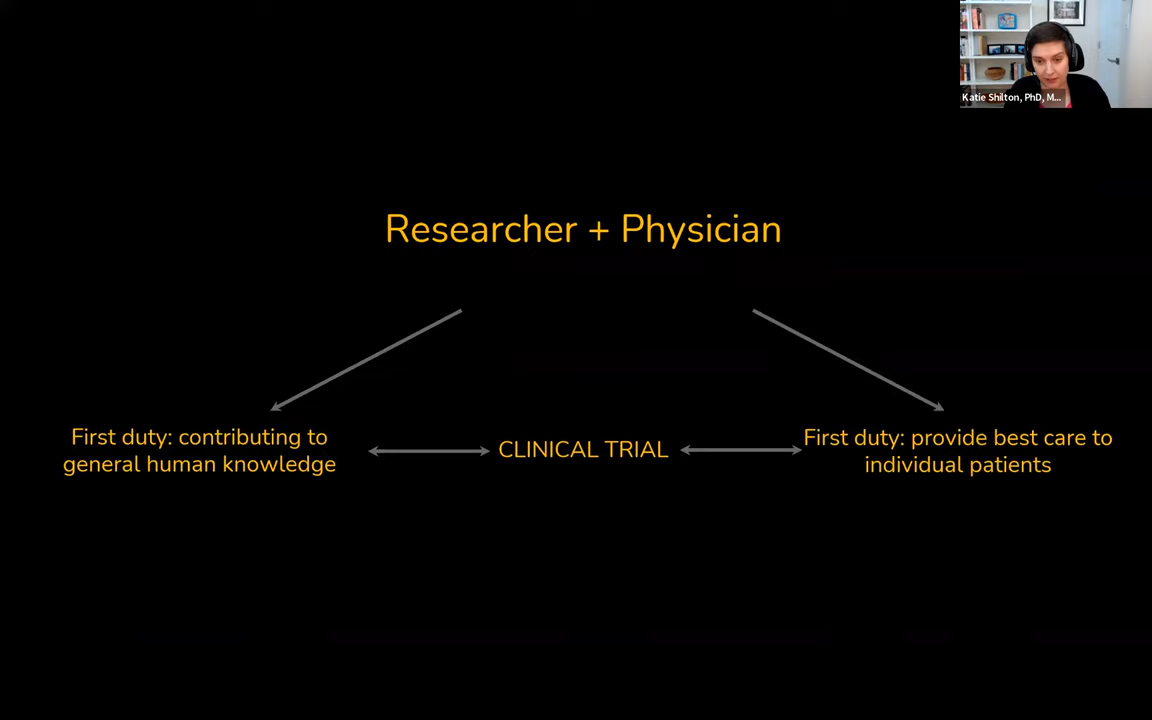 Katie Shilton, PhD, M...
Researcher + Physician
First duty: contributing to
general human knowledge
CLINICAL TRIAL
First duty: provide best care to
individual patients